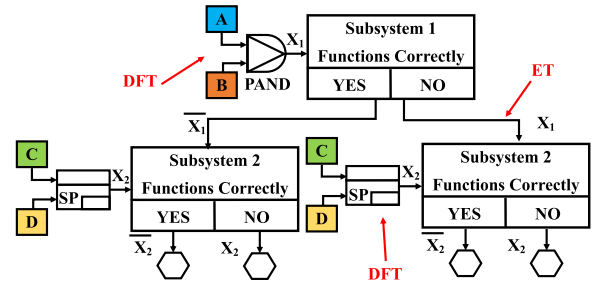 A
X1
Subsystem 1
Functions Correctly
YES NO
DFT
B
PAND
ET
X̅1
X1
C
X2
SP
D
Subsystem 2
Functions Correctly
YES NO
X̅2
X2
C
X2
SP
D
DFT
Subsystem 2
Functions Correctly
YES NO
X̅2
X2